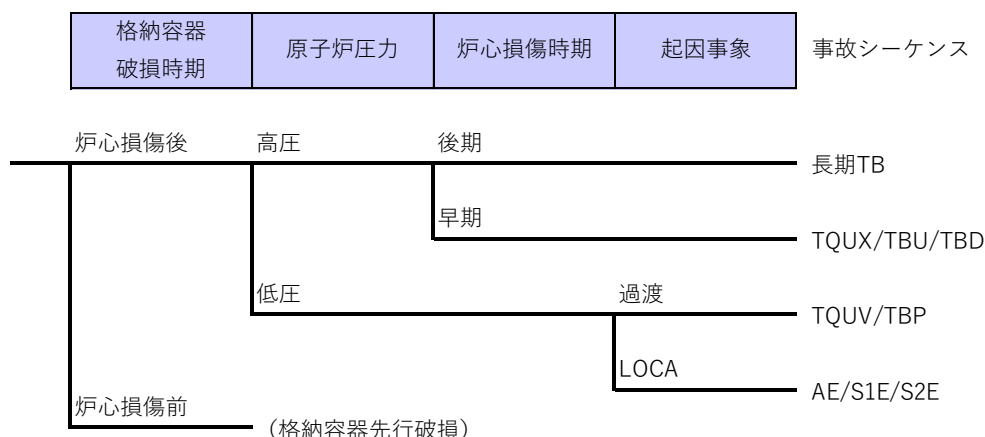 格納容器
破損時期
原子炉圧力
炉心損傷時期
起因事象
事故シーケンス
炉心損傷後
高圧
後期
長期TB
早期
TQUX/TBU/TBD
低圧
過渡
TQUV/TBP
LOCA
AE/S1E/S2E
炉心損傷前
（格納容器先行破損）